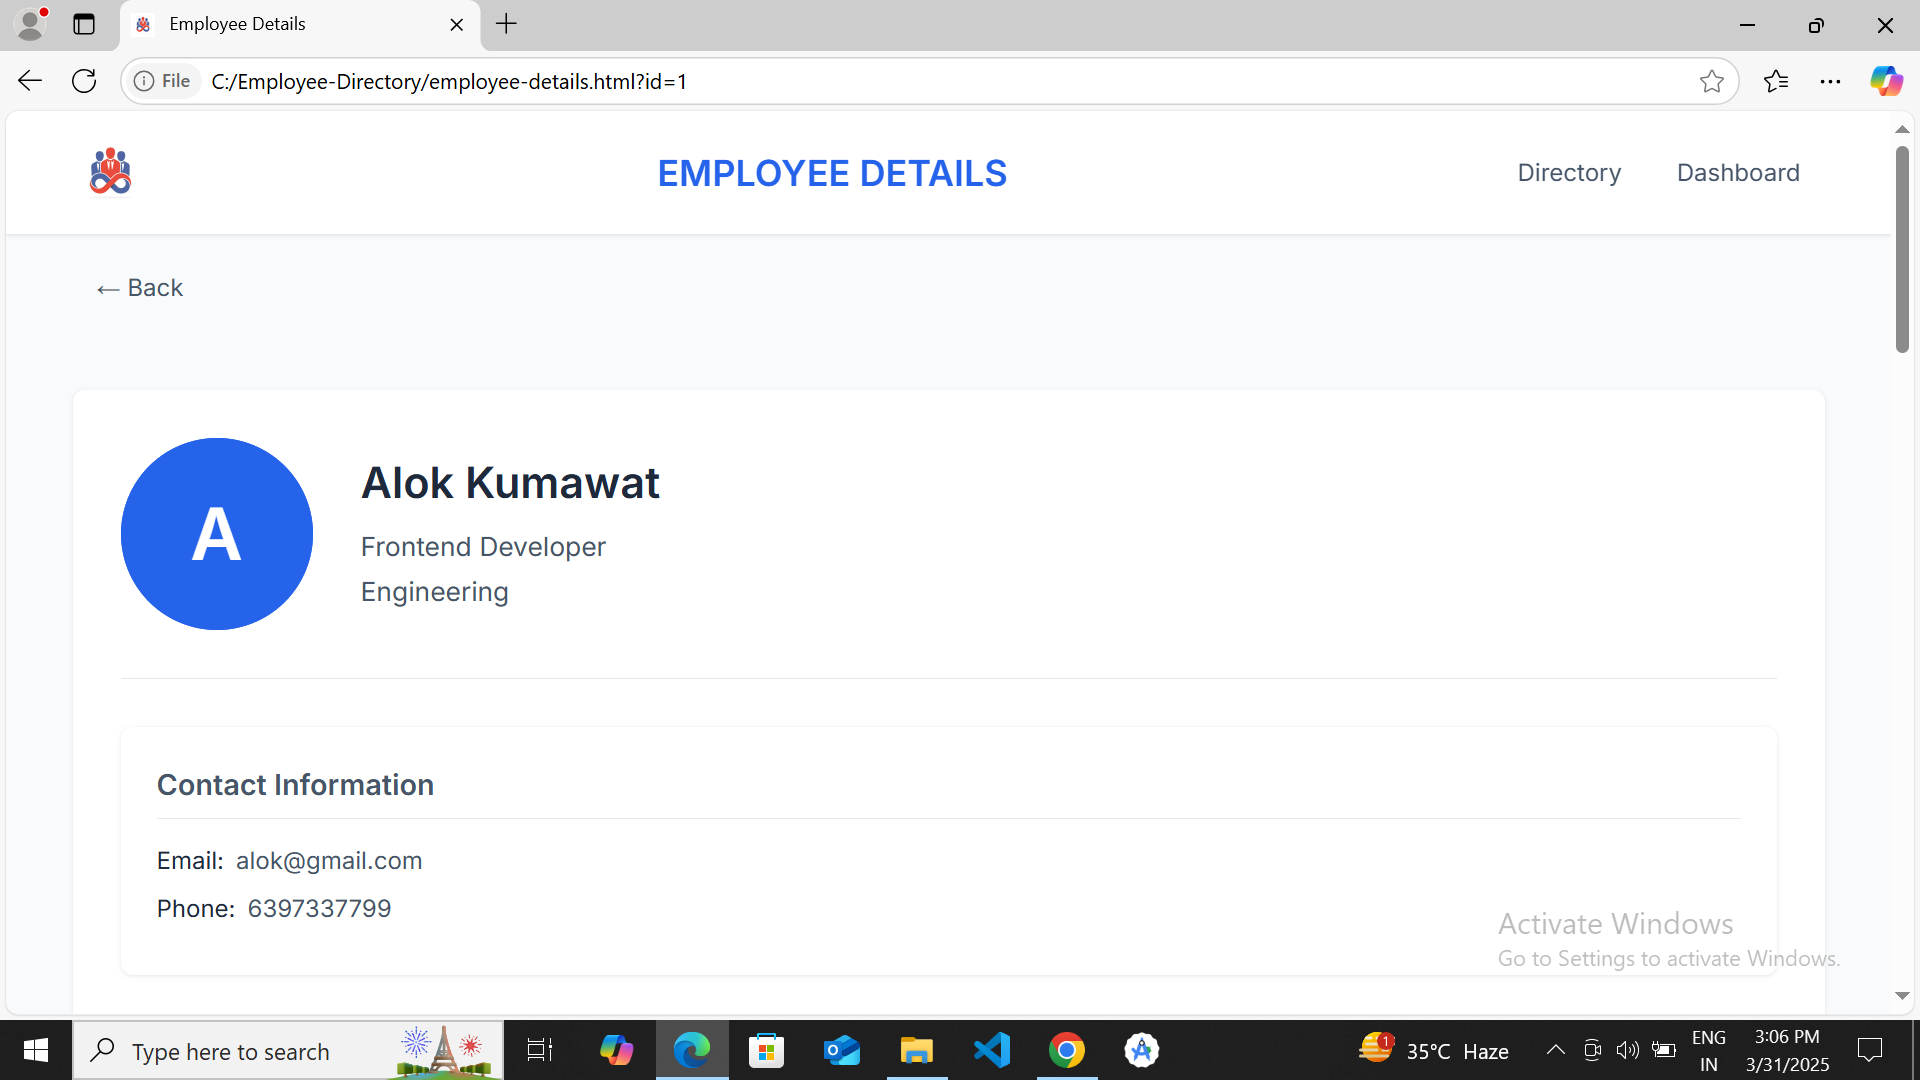 Employee Details
File C:/Employee-Directory/employee-details.html?id=1
EMPLOYEE DETAILS
Directory Dashboard
← Back
A
Alok Kumawat
Frontend Developer
Engineering
Contact Information
Email: alok@gmail.com
Phone: 6397337799
Activate Windows
Go to Settings to activate Windows.
Type here to search
1
35°C Haze
ENG
IN
3:06 PM
3/31/2025